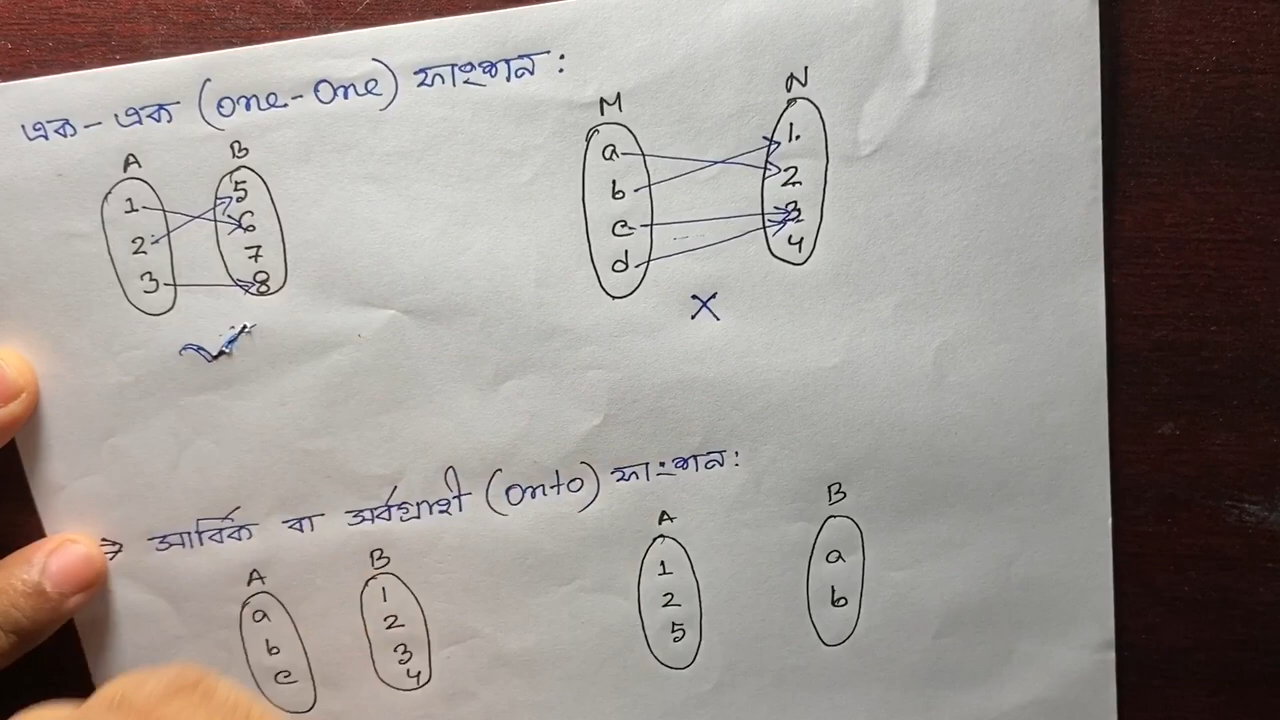 এক-এক (one-One) ফাংশন:
A B
1 5
2 6
3 7
8
M N
a 1.
b 2
c 3
d 4
X
⇒ সার্বিক বা সর্বগ্রাহী (Onto) ফাংশন:
A B
a 1
b 2
c 3
4
A B
1 a
2 b
5